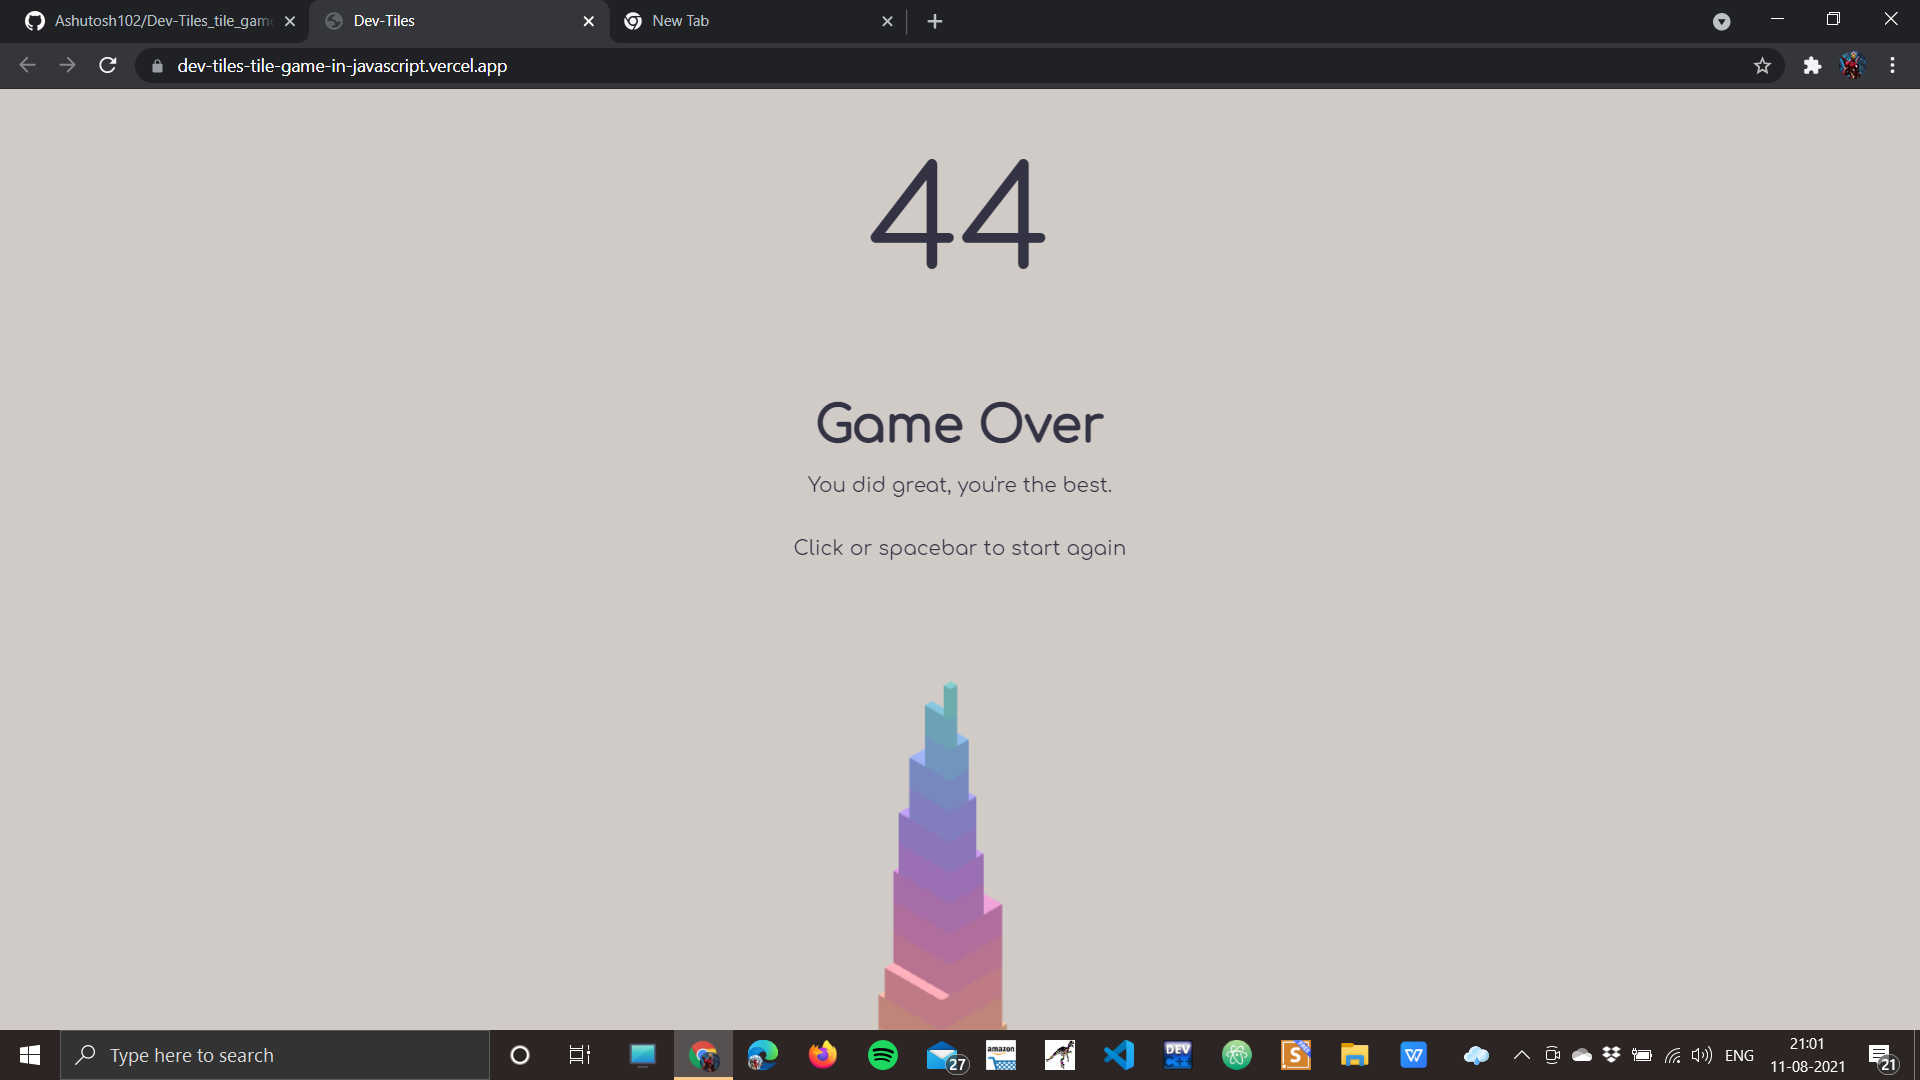 Ashutosh102/Dev-Tiles_tile_game
Dev-Tiles
New Tab
dev-tiles-tile-game-in-javascript.vercel.app
44
Game Over
You did great, you're the best.
Click or spacebar to start again
Type here to search
27
amazon
DEV
C++
S
W
ENG
21:01
11-08-2021
21